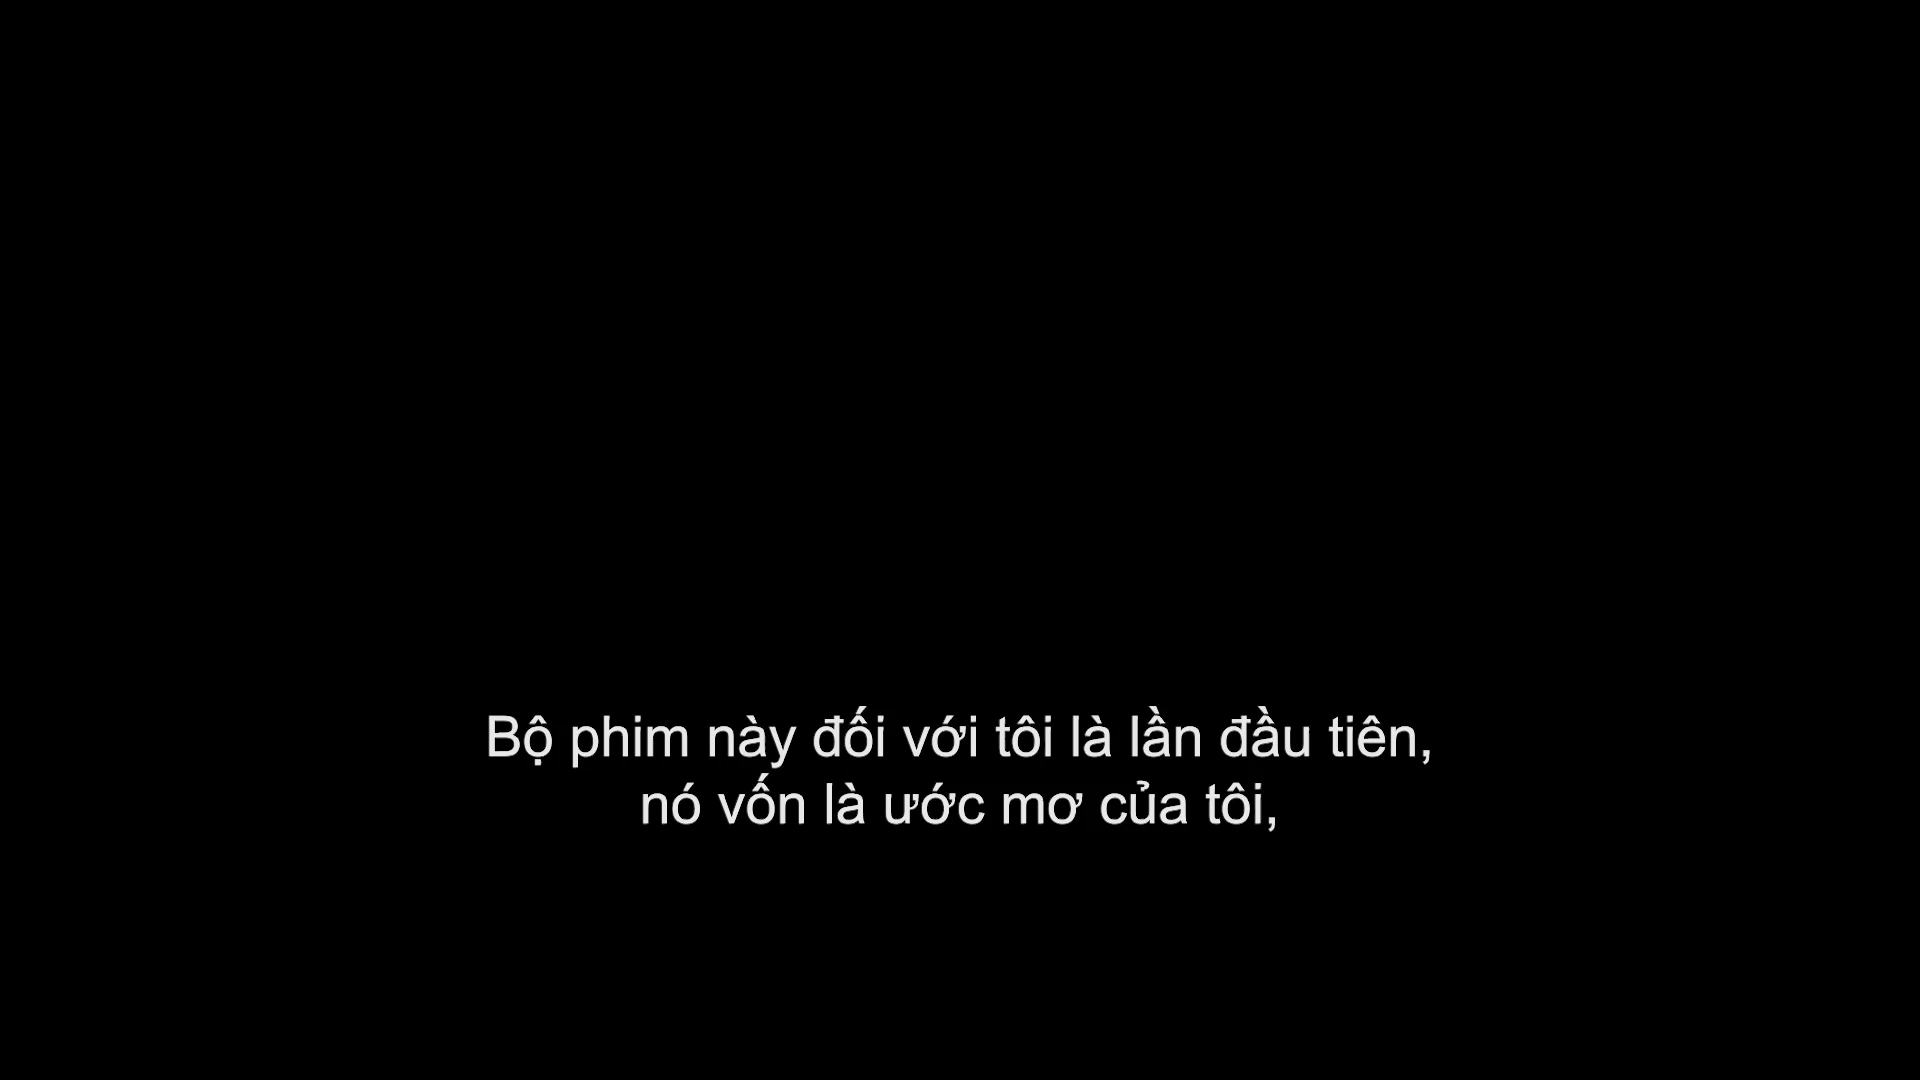 Bộ phim này đối với tôi là lần đầu tiên,
nó vốn là ước mơ của tôi,